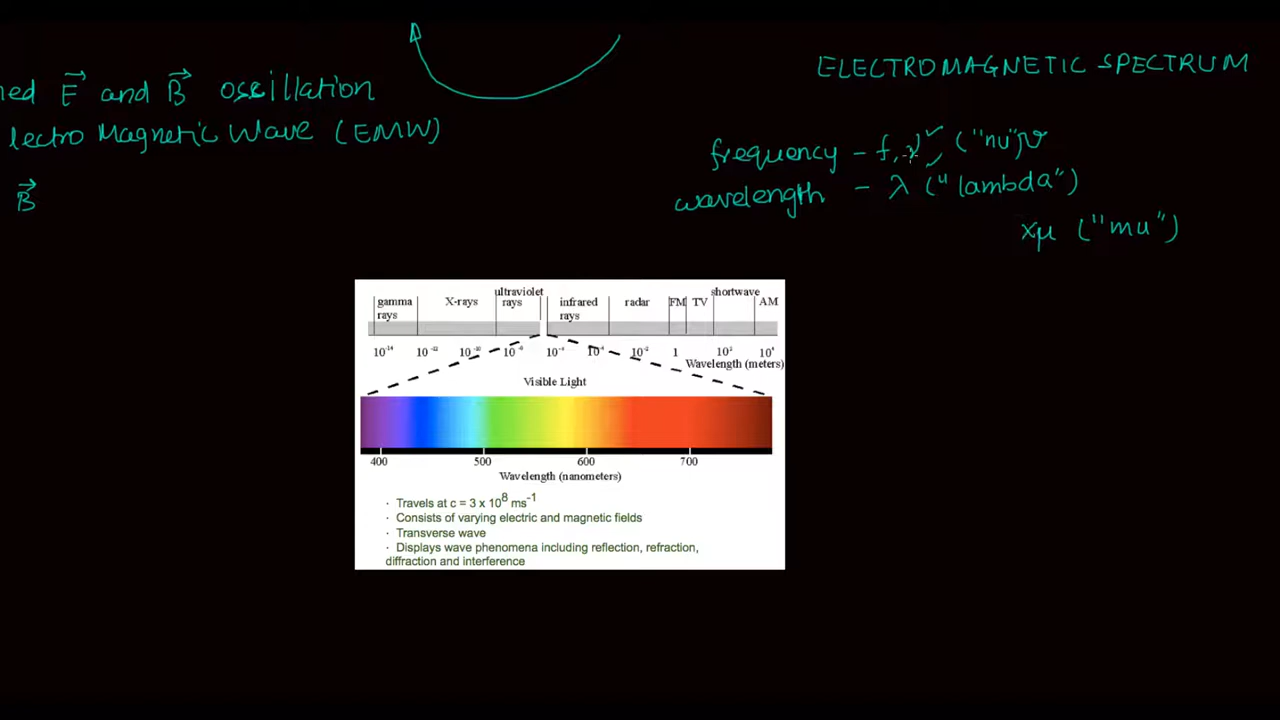 ned E and B oscillation
lectro Magnetic Wave (EMW)
B
ELECTROMAGNETIC SPECTRUM
frequency - f, ν ("nu") ν
wavelength - λ ("lambda")
xμ ("mu")
gamma rays X-rays ultraviolet rays infrared rays radar FM TV shortwave AM
10⁻¹⁴ 10⁻¹² 10⁻¹⁰ 10⁻⁸ 10⁻⁶ 10⁻⁴ 10⁻² 1 10² 10⁴
Wavelength (meters)
Visible Light
400 500 600 700
Wavelength (nanometers)
· Travels at c = 3 x 10⁸ ms⁻¹
· Consists of varying electric and magnetic fields
· Transverse wave
· Displays wave phenomena including reflection, refraction,
diffraction and interference